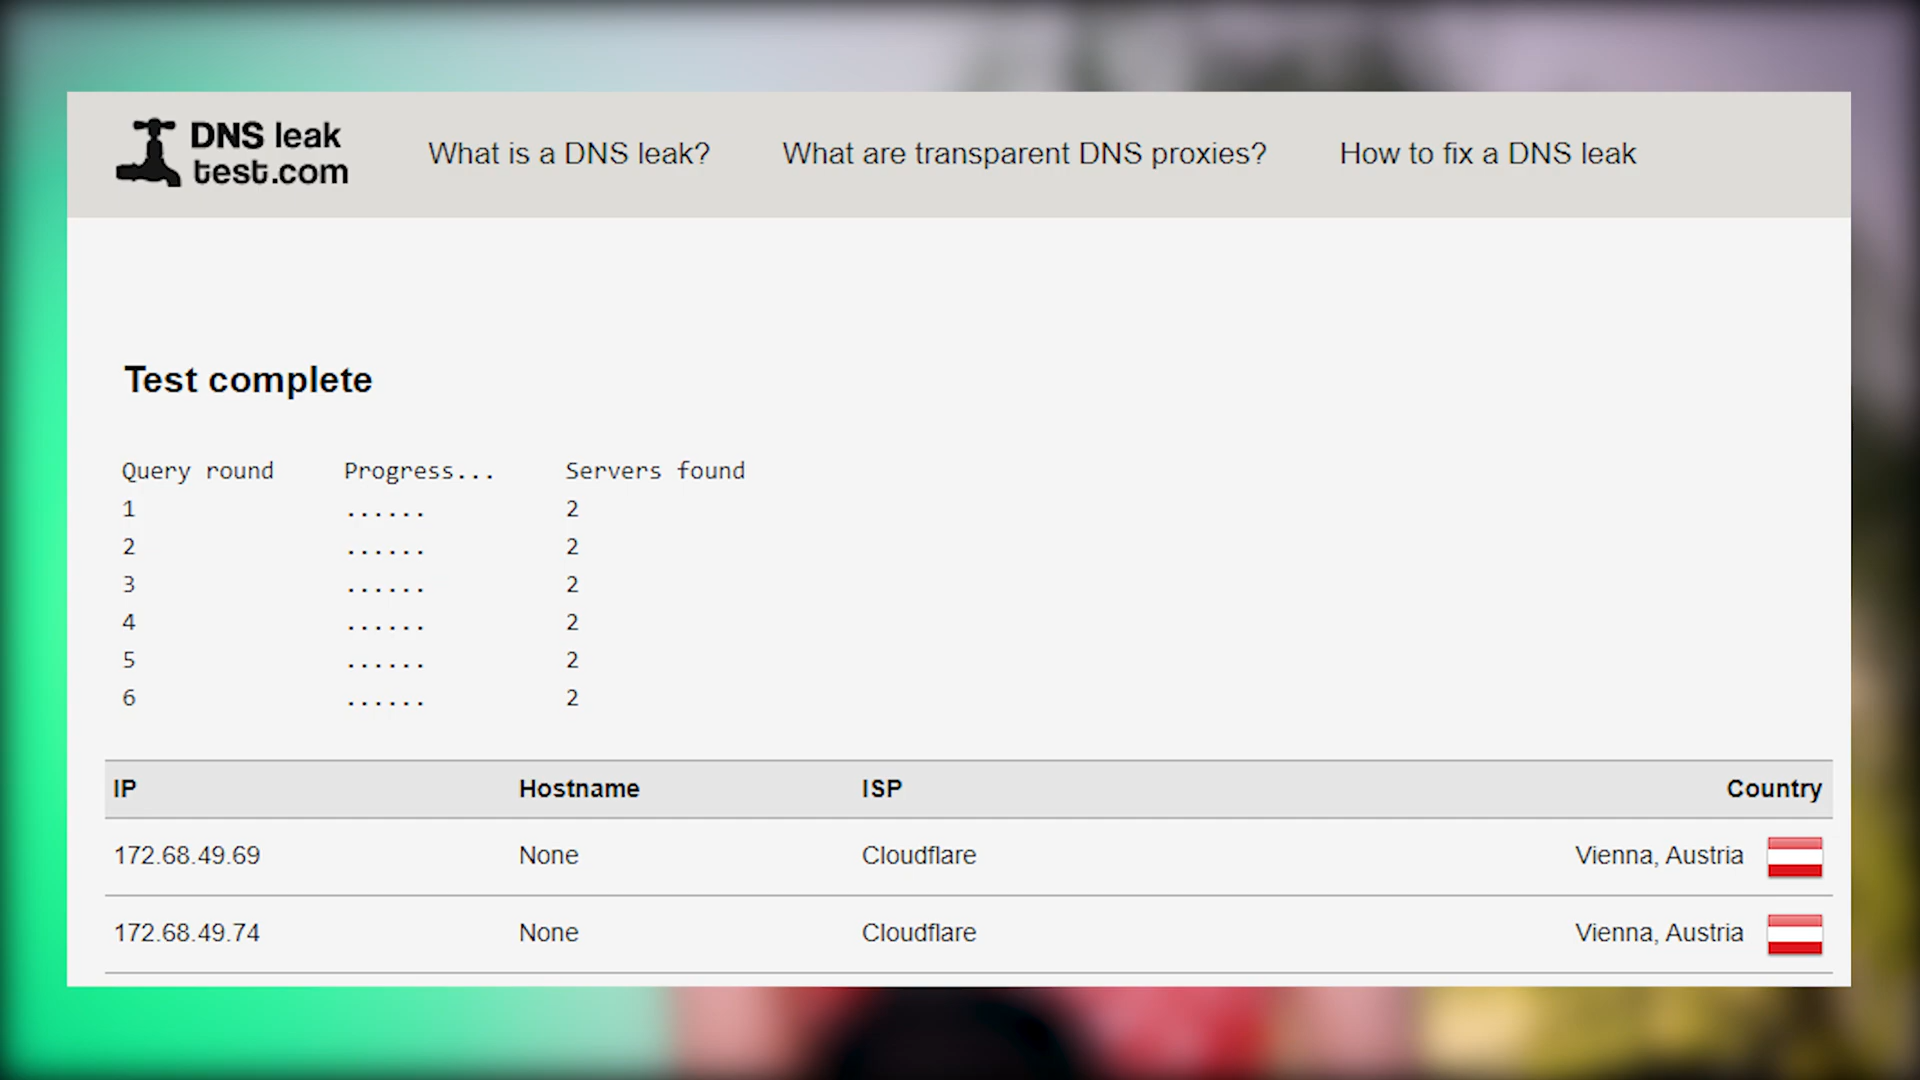 DNS leak
test.com
What is a DNS leak? What are transparent DNS proxies? How to fix a DNS leak
Test complete
Query round Progress... Servers found
1 ...... 2
2 ...... 2
3 ...... 2
4 ...... 2
5 ...... 2
6 ...... 2
IP Hostname ISP Country
172.68.49.69 None Cloudflare Vienna, Austria
172.68.49.74 None Cloudflare Vienna, Austria